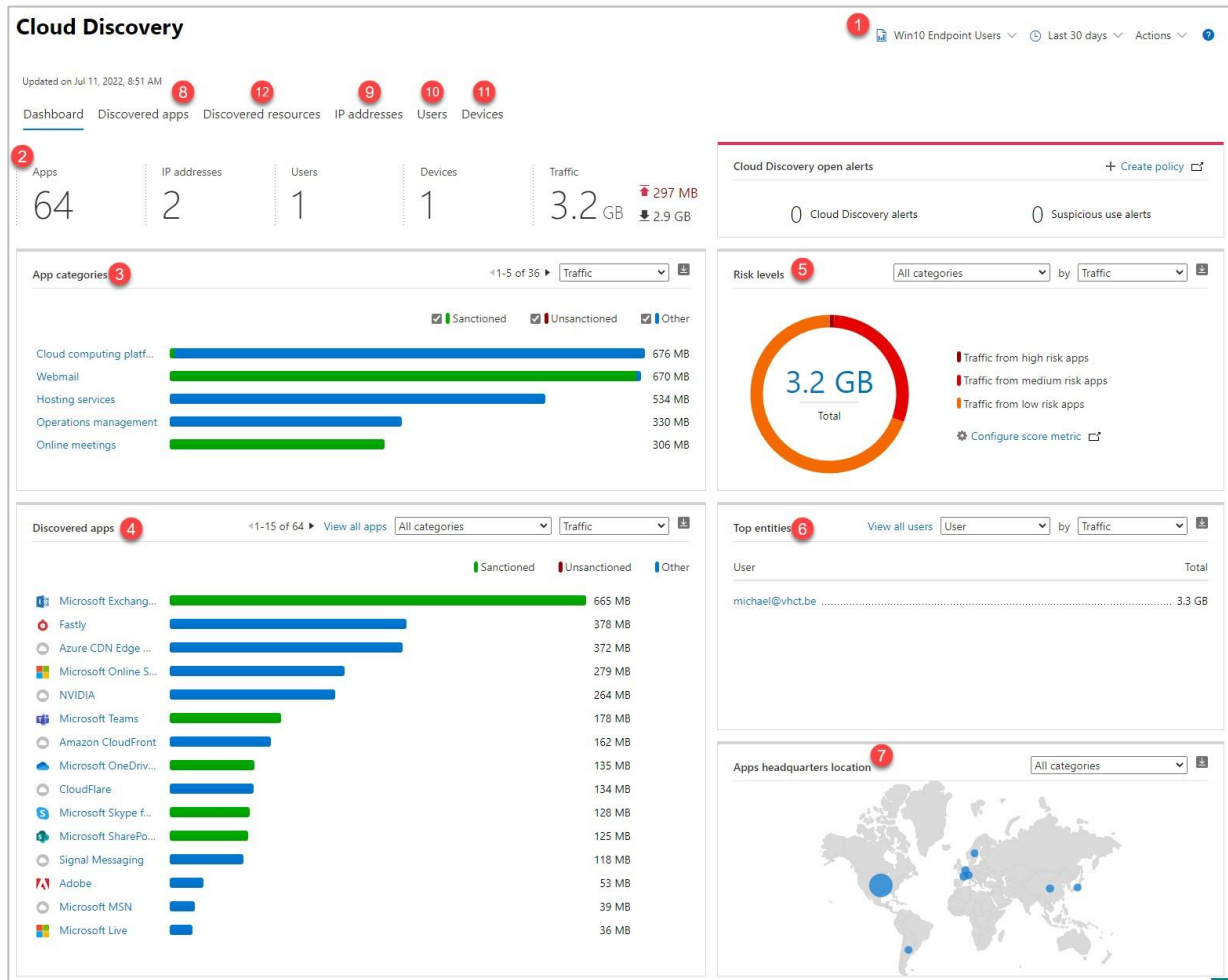 Cloud Discovery
1 Win10 Endpoint Users Last 30 days Actions ?
Updated on Jul 11, 2022, 8:51 AM
8 12 9 10 11
Dashboard Discovered apps Discovered resources IP addresses Users Devices
2
Apps IP addresses Users Devices Traffic
64 2 1 1 3.2 GB 297 MB
2.9 GB
Cloud Discovery open alerts + Create policy
0 Cloud Discovery alerts 0 Suspicious use alerts
App categories 3 1-5 of 36 Traffic
Sanctioned Unsanctioned Other
Cloud computing platf... 676 MB
Webmail 670 MB
Hosting services 534 MB
Operations management 330 MB
Online meetings 306 MB
Risk levels 5 All categories by Traffic
3.2 GB
Total
Traffic from high risk apps
Traffic from medium risk apps
Traffic from low risk apps
Configure score metric
Discovered apps 4 1-15 of 64 View all apps All categories Traffic
Sanctioned Unsanctioned Other
Microsoft Exchang... 665 MB
Fastly 378 MB
Azure CDN Edge ... 372 MB
Microsoft Online S... 279 MB
NVIDIA 264 MB
Microsoft Teams 178 MB
Amazon CloudFront 162 MB
Microsoft OneDriv... 135 MB
CloudFlare 134 MB
Microsoft Skype f... 128 MB
Microsoft SharePo... 125 MB
Signal Messaging 118 MB
Adobe 53 MB
Microsoft MSN 39 MB
Microsoft Live 36 MB
Top entities 6 View all users User by Traffic
User Total
michael@vhct.be 3.3 GB
Apps headquarters location 7 All categories